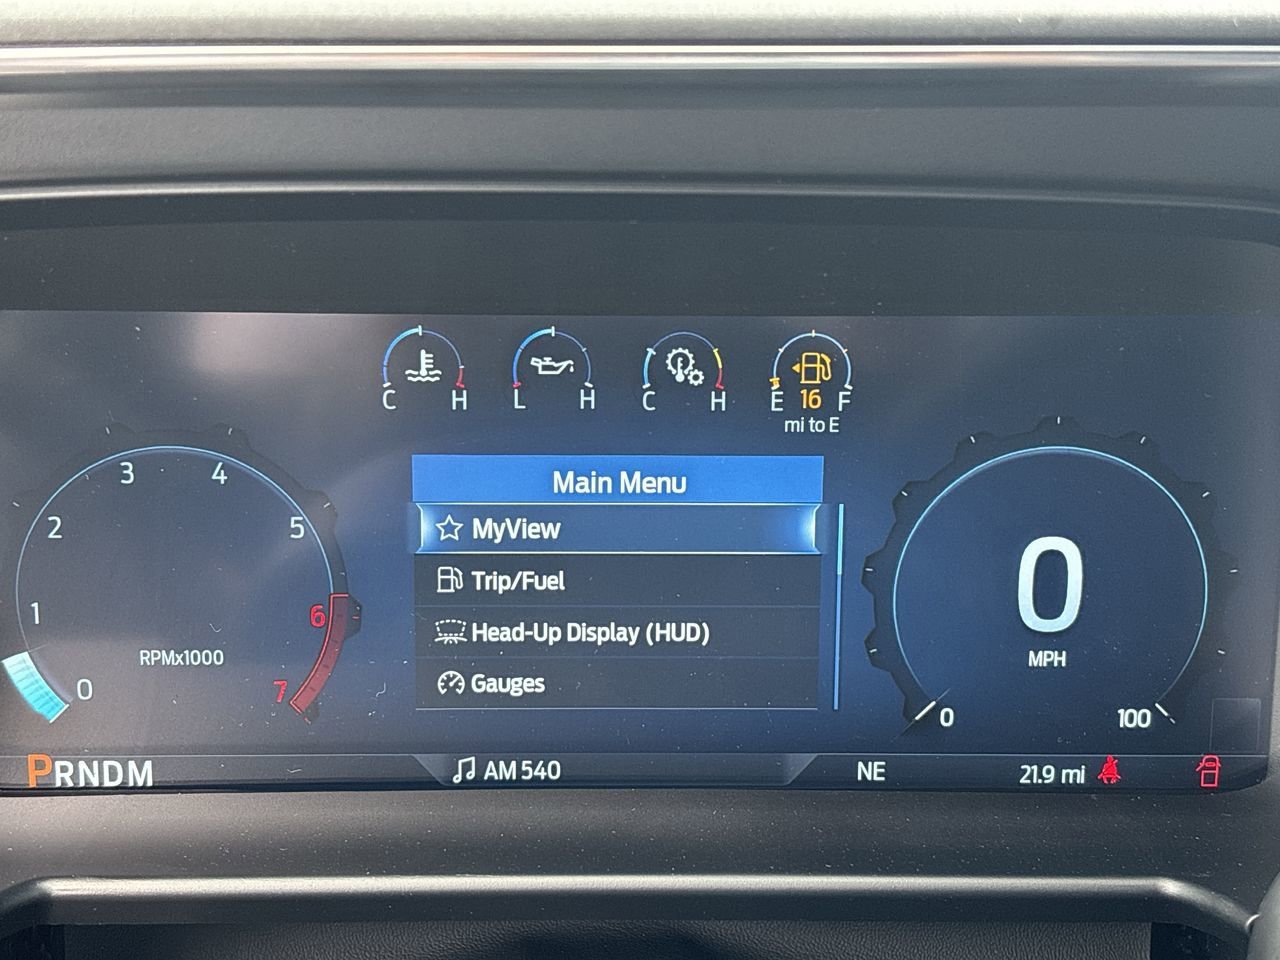 C H
L H
C H
E 16 F
mi to E
Main Menu
MyView
Trip/Fuel
Head-Up Display (HUD)
Gauges
0
1
2
3
4
5
6
7
RPMx1000
0
MPH
0
100
PRNDM
AM 540
NE
21.9 mi